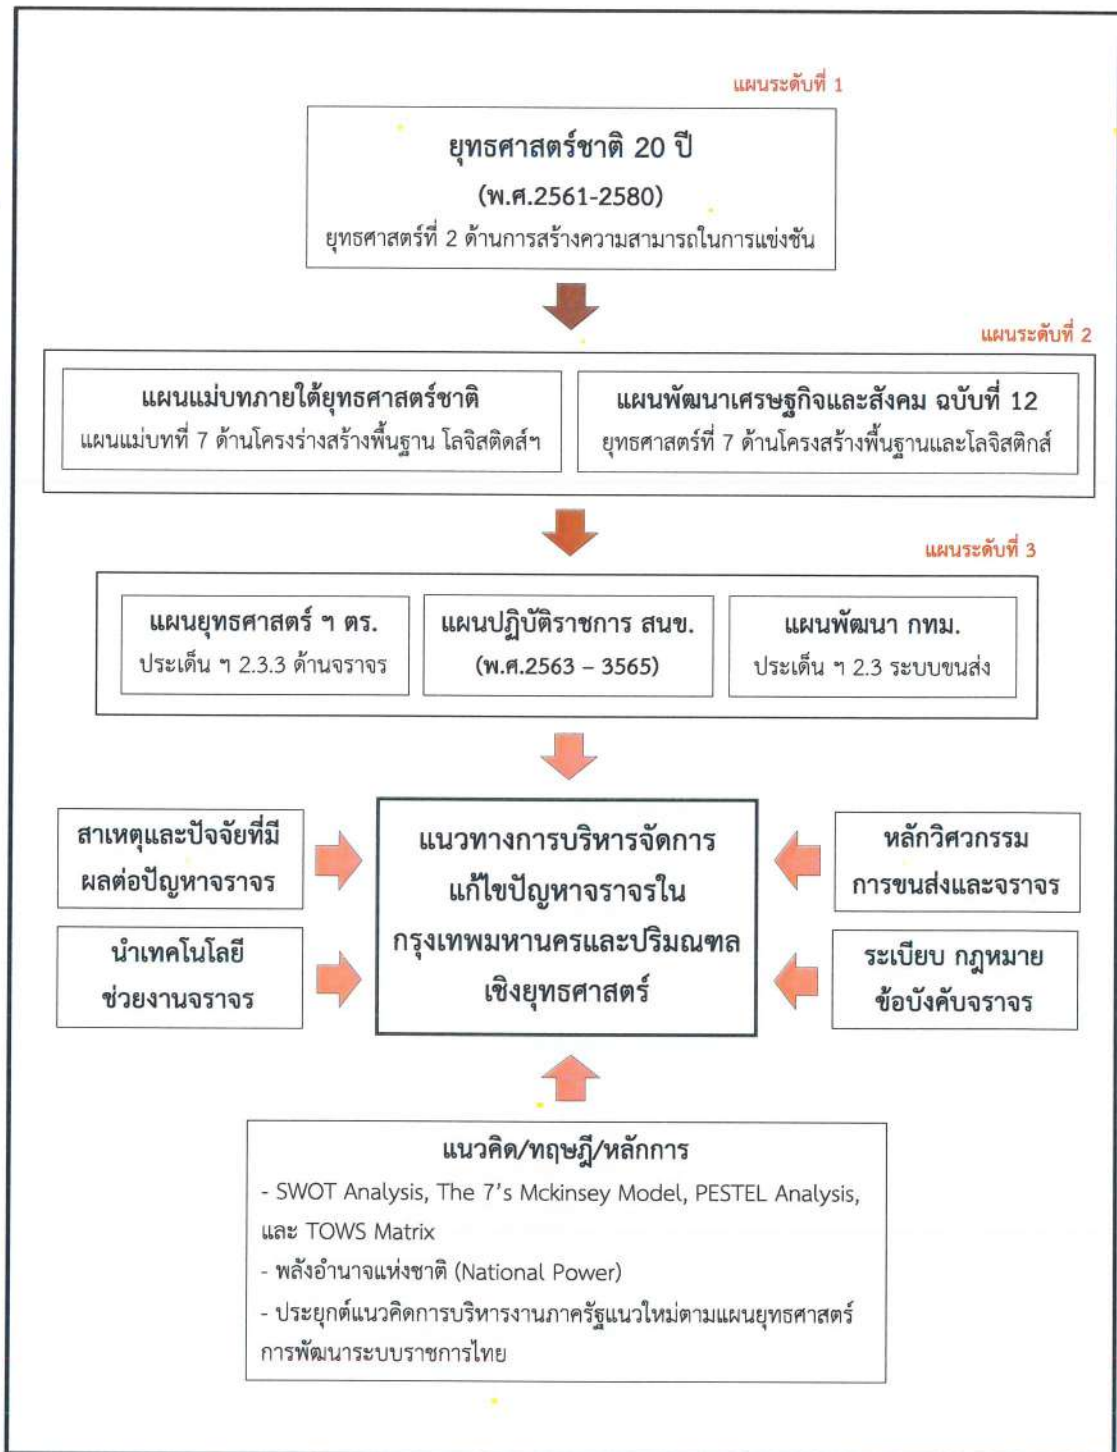 แผนระดับที่ 1
ยุทธศาสตร์ชาติ 20 ปี
(พ.ศ.2561-2580)
ยุทธศาสตร์ที่ 2 ด้านการสร้างความสามารถในการแข่งชัน
แผนระดับที่ 2
แผนแม่บทภายใต้ยุทธศาสตร์ชาติ
แผนแม่บทที่ 7 ด้านโครงร่างสร้างพื้นฐาน โลจิสติดส์ฯ
แผนพัฒนาเศรษฐกิจและสังคม ฉบับที่ 12
ยุทธศาสตร์ที่ 7 ด้านโครงสร้างพื้นฐานและโลจิสติกส์
แผนระดับที่ 3
แผนยุทธศาสตร์ ฯ ตร.
ประเด็น ฯ 2.3.3 ด้านจราจร
แผนปฏิบัติราชการ สนข.
(พ.ศ.2563 – 3565)
แผนพัฒนา กทม.
ประเด็น ฯ 2.3 ระบบขนส่ง
สาเหตุและปัจจัยที่มี
ผลต่อปัญหาจราจร
นำเทคโนโลยี
ช่วยงานจราจร
แนวทางการบริหารจัดการ
แก้ไขปัญหาจราจรใน
กรุงเทพมหานครและปริมณฑล
เชิงยุทธศาสตร์
หลักวิศวกรรม
การขนส่งและจราจร
ระเบียบ กฎหมาย
ข้อบังคับจราจร
แนวคิด/ทฤษฎี/หลักการ
- SWOT Analysis, The 7's Mckinsey Model, PESTEL Analysis,
และ TOWS Matrix
- พลังอำนาจแห่งชาติ (National Power)
- ประยุกต์แนวคิดการบริหารงานภาครัฐแนวใหม่ตามแผนยุทธศาสตร์
การพัฒนาระบบราชการไทย